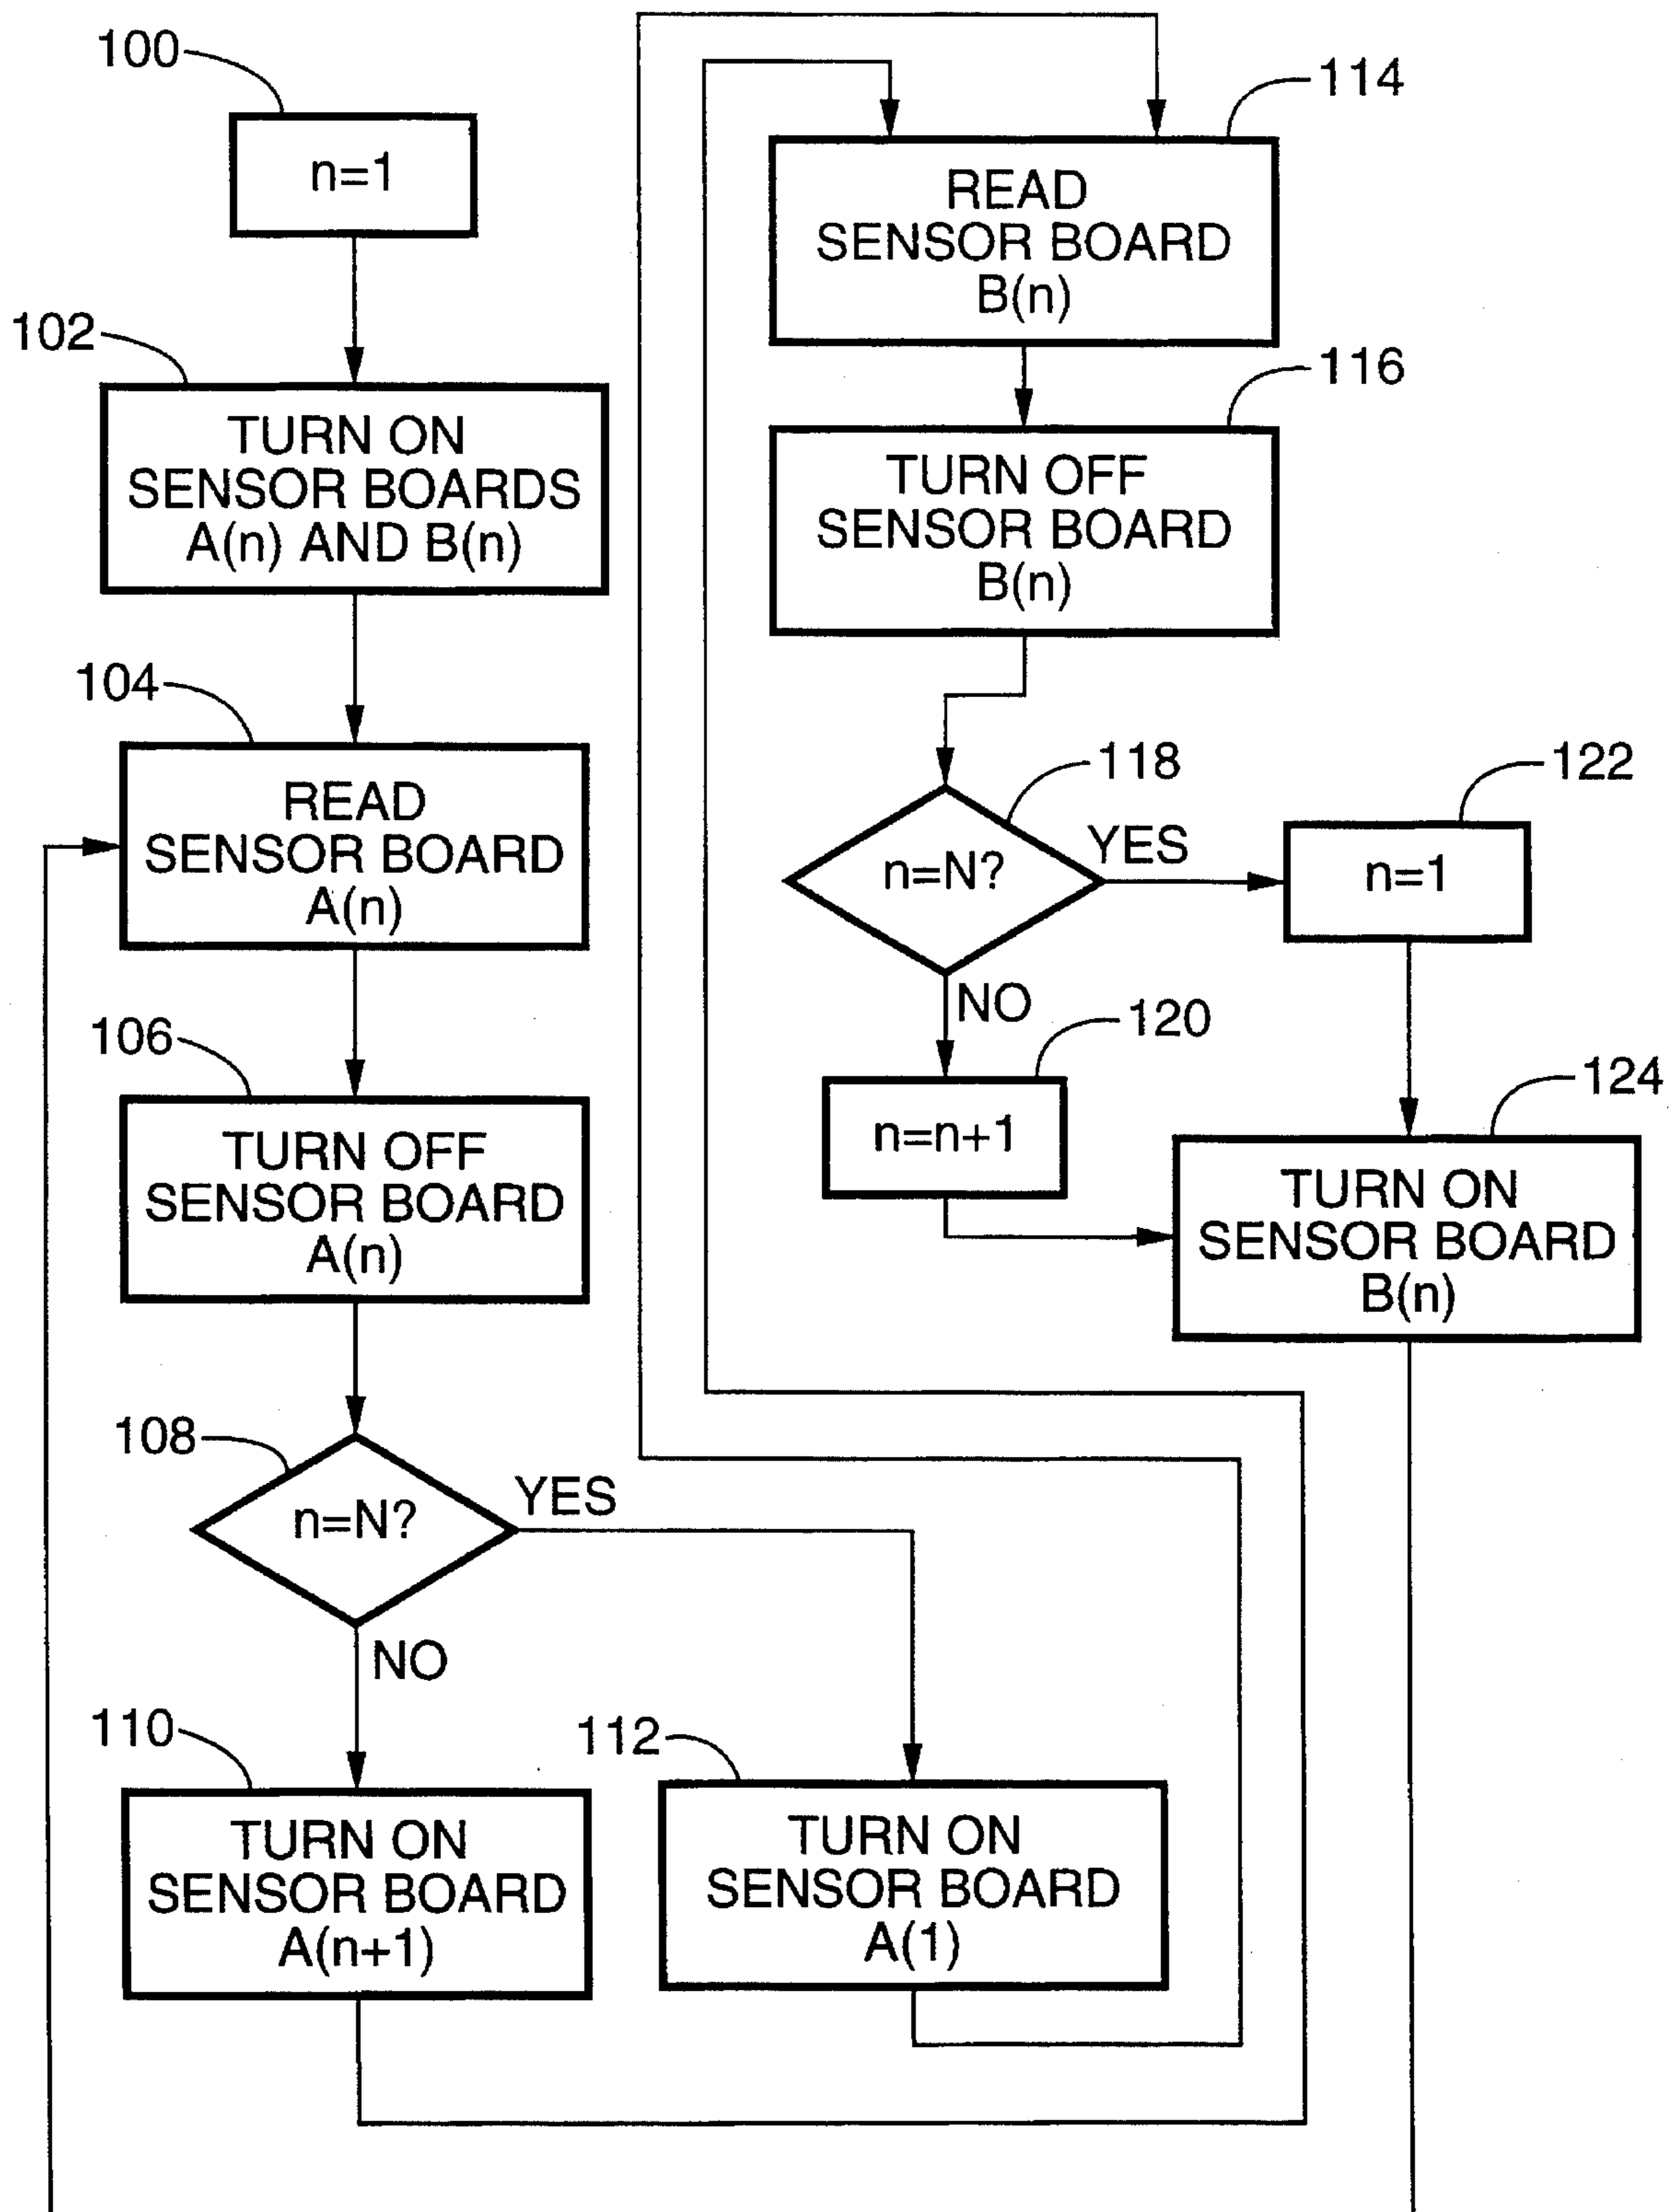 100
n=1
102
TURN ON
SENSOR BOARDS
A(n) AND B(n)
104
READ
SENSOR BOARD
A(n)
106
TURN OFF
SENSOR BOARD
A(n)
108
n=N?
YES
NO
110
TURN ON
SENSOR BOARD
A(n+1)
112
TURN ON
SENSOR BOARD
A(1)
114
READ
SENSOR BOARD
B(n)
116
TURN OFF
SENSOR BOARD
B(n)
118
n=N?
YES
NO
120
n=n+1
122
n=1
124
TURN ON
SENSOR BOARD
B(n)